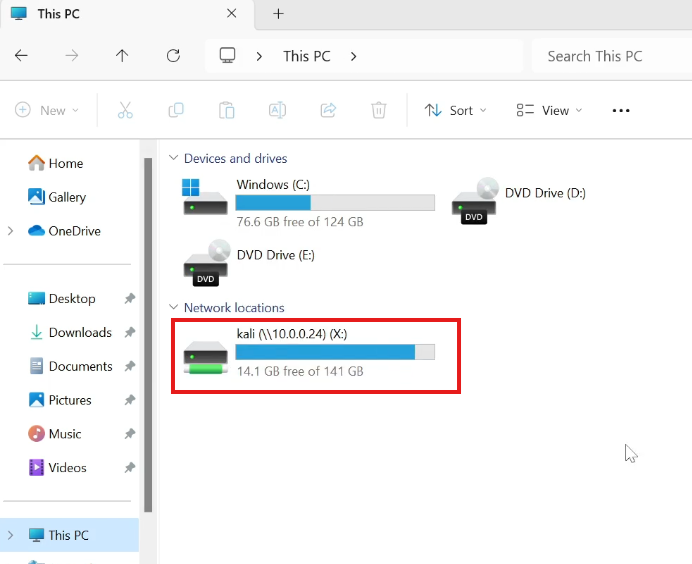 This PC
This PC
Search This PC
New
Sort
View
Home
Gallery
OneDrive
Desktop
Downloads
Documents
Pictures
Music
Videos
This PC
Devices and drives
Windows (C:)
76.6 GB free of 124 GB
DVD Drive (D:)
DVD
DVD Drive (E:)
DVD
Network locations
kali (\\10.0.0.24) (X:)
14.1 GB free of 141 GB